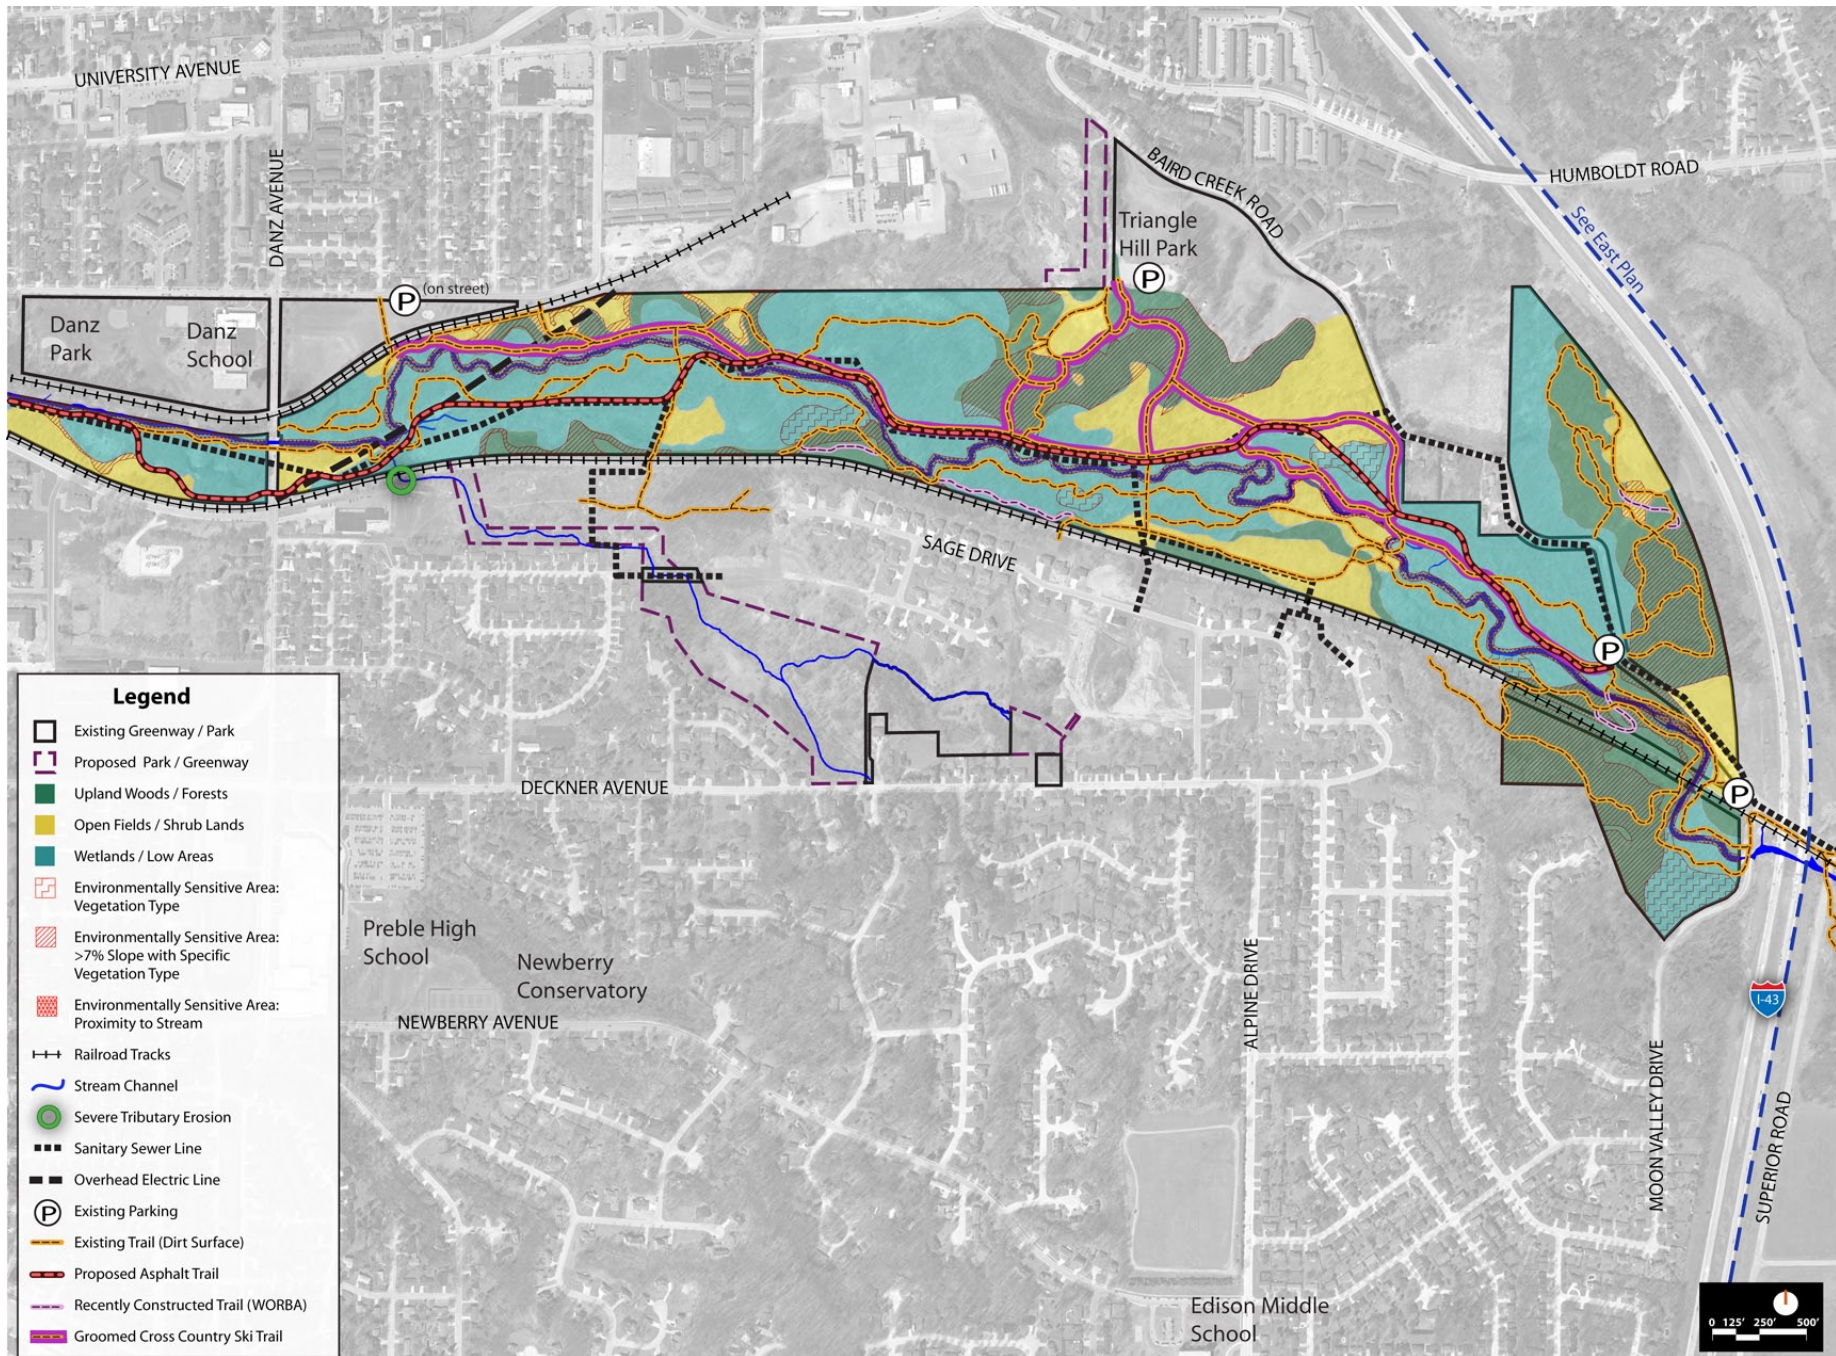 UNIVERSITY AVENUE
DANZ AVENUE
BAIRD CREEK ROAD
HUMBOLDT ROAD
See East Plan
Triangle
Hill Park
P
P (on street)
Danz
Park
Danz
School
SAGE DRIVE
P
DECKNER AVENUE
P
Preble High
School
Newberry
Conservatory
NEWBERRY AVENUE
ALPINE DRIVE
I-43
MOON VALLEY DRIVE
SUPERIOR ROAD
Edison Middle
School
Legend
Existing Greenway / Park
Proposed Park / Greenway
Upland Woods / Forests
Open Fields / Shrub Lands
Wetlands / Low Areas
Environmentally Sensitive Area:
Vegetation Type
Environmentally Sensitive Area:
>7% Slope with Specific
Vegetation Type
Environmentally Sensitive Area:
Proximity to Stream
Railroad Tracks
Stream Channel
Severe Tributary Erosion
Sanitary Sewer Line
Overhead Electric Line
P Existing Parking
Existing Trail (Dirt Surface)
Proposed Asphalt Trail
Recently Constructed Trail (WORBA)
Groomed Cross Country Ski Trail
0 125' 250' 500'